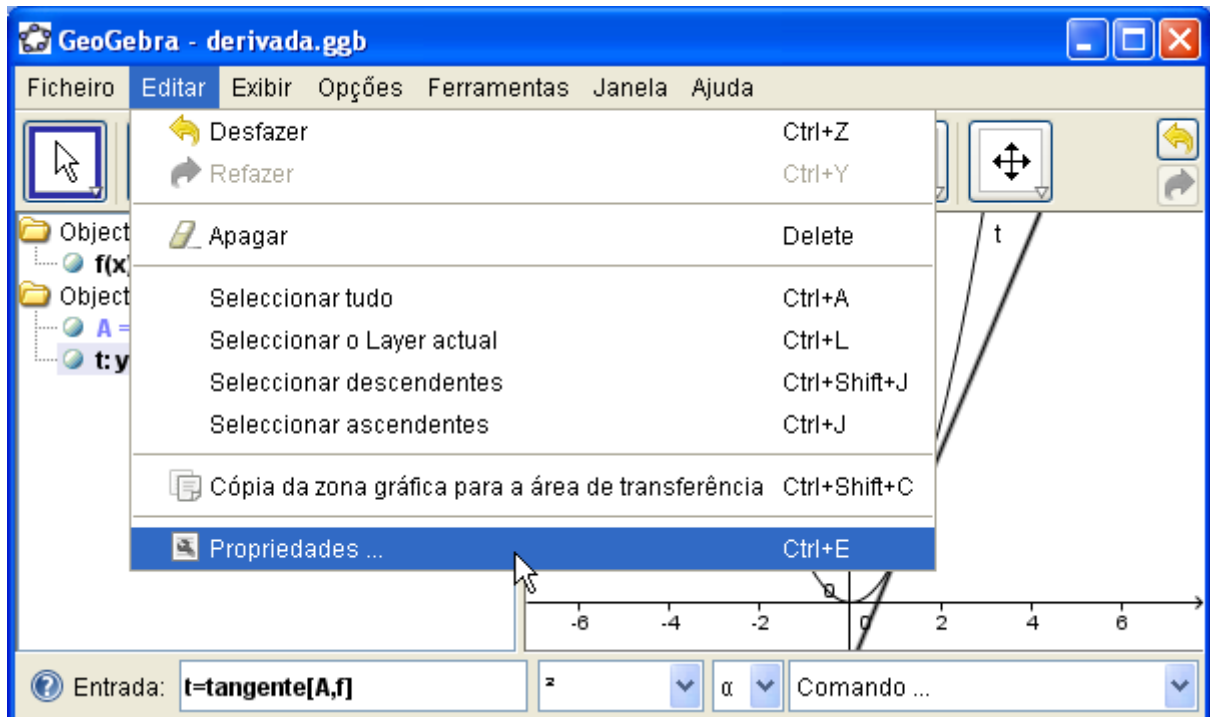 GeoGebra - derivada.ggb
Ficheiro Editar Exibir Opções Ferramentas Janela Ajuda
Desfazer Ctrl+Z
Refazer Ctrl+Y
Apagar Delete
Seleccionar tudo Ctrl+A
Seleccionar o Layer actual Ctrl+L
Seleccionar descendentes Ctrl+Shift+J
Seleccionar ascendentes Ctrl+J
Cópia da zona gráfica para a área de transferência Ctrl+Shift+C
Propriedades ... Ctrl+E
Object
f(x)
Object
A =
t: y
t
0
-6 -4 -2 0 2 4 6
Entrada: t=tangente[A,f] ² α Comando ...